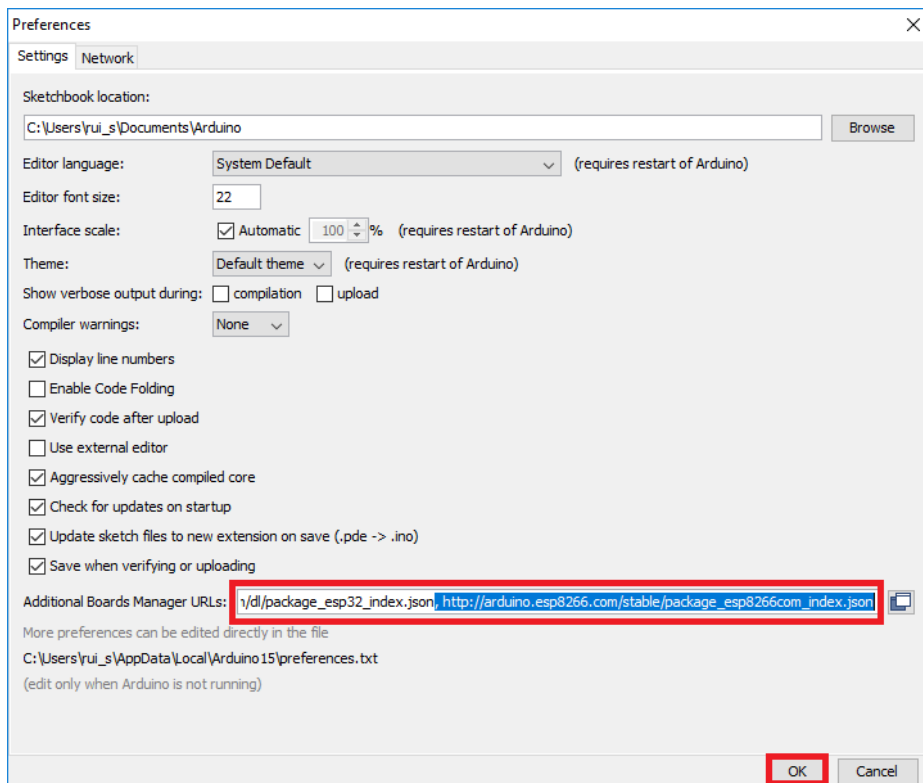 Preferences
Settings Network
Sketchbook location:
C:\Users\rui_s\Documents\Arduino Browse
Editor language: System Default (requires restart of Arduino)
Editor font size: 22
Interface scale: Automatic 100 % (requires restart of Arduino)
Theme: Default theme (requires restart of Arduino)
Show verbose output during: compilation upload
Compiler warnings: None
Display line numbers
Enable Code Folding
Verify code after upload
Use external editor
Aggressively cache compiled core
Check for updates on startup
Update sketch files to new extension on save (.pde -> .ino)
Save when verifying or uploading
Additional Boards Manager URLs: /dl/package_esp32_index.json, http://arduino.esp8266.com/stable/package_esp8266com_index.json
More preferences can be edited directly in the file
C:\Users\rui_s\AppData\Local\Arduino15\preferences.txt
(edit only when Arduino is not running)
OK Cancel